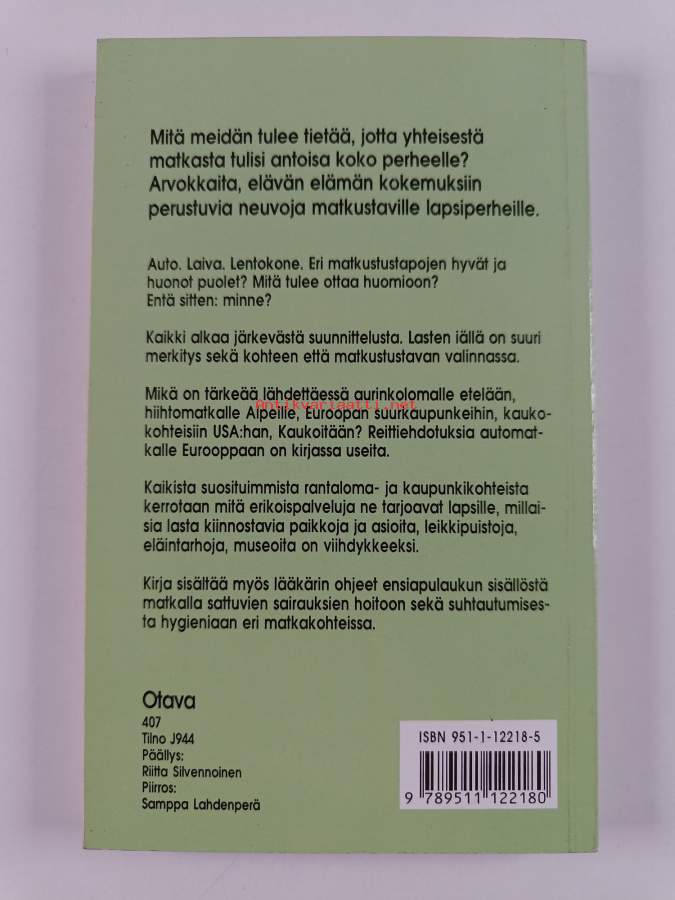 Mitä meidän tulee tietää, jotta yhteisestä
matkasta tulisi antoisa koko perheelle?
Arvokkaita, elävän elämän kokemuksiin
perustuvia neuvoja matkustaville lapsiperheille.
Auto. Laiva. Lentokone. Eri matkustustapojen hyvät ja
huonot puolet? Mitä tulee ottaa huomioon?
Entä sitten: minne?
Kaikki alkaa järkevästä suunnittelusta. Lasten iällä on suuri
merkitys sekä kohteen että matkustustavan valinnassa.
Mikä on tärkeää lähdettäessä aurinkolomalle etelään,
Antikvariaatti.net
hiihtomatkalle Alpeille, Euroopan suurkaupunkeihin, kauko-
kohteisiin USA:han, Kaukoitään? Reittiehdotuksia automat-
kalle Eurooppaan on kirjassa useita.
Kaikista suosituimmista rantaloma- ja kaupunkikohteista
kerrotaan mitä erikoispalveluja ne tarjoavat lapsille, millai-
sia lasta kiinnostavia paikkoja ja asioita, leikkipuistoja,
eläintarhoja, museoita on viihdykkeeksi.
Kirja sisältää myös lääkärin ohjeet ensiapulaukun sisällöstä
matkalla sattuvien sairauksien hoitoon sekä suhtautumises-
ta hygieniaan eri matkakohteissa.
Otava
407
Tilno J944
Päällys:
Riitta Silvennoinen
Piirros:
Samppa Lahdenperä
ISBN 951-1-12218-5
9 789511 122180